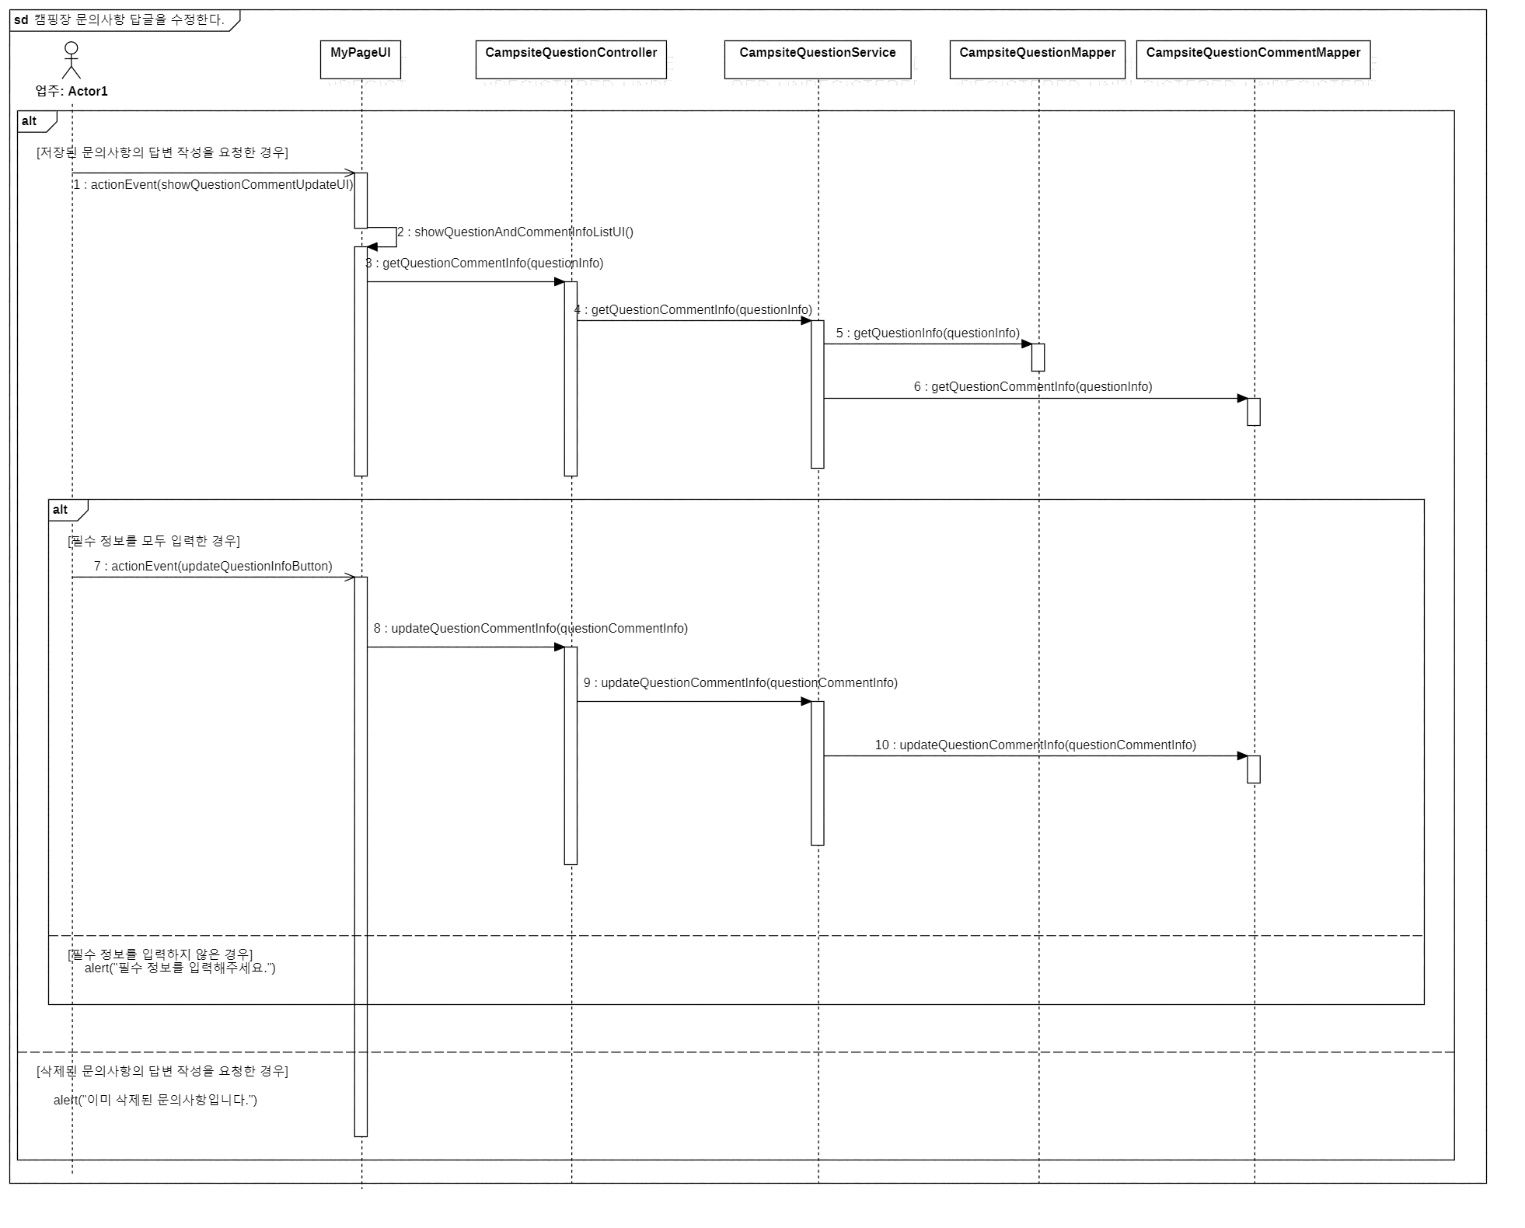 sd 캠핑장 문의사항 답글을 수정한다.
MyPageUI
CampsiteQuestionController
CampsiteQuestionService
CampsiteQuestionMapper
CampsiteQuestionCommentMapper
업주: Actor1
alt
[저장된 문의사항의 답변 작성을 요청한 경우]
1 : actionEvent(showQuestionCommentUpdateUI)
2 : showQuestionAndCommentInfoListUI()
3 : getQuestionCommentInfo(questionInfo)
4 : getQuestionCommentInfo(questionInfo)
5 : getQuestionInfo(questionInfo)
6 : getQuestionCommentInfo(questionInfo)
alt
[필수 정보를 모두 입력한 경우]
7 : actionEvent(updateQuestionInfoButton)
8 : updateQuestionCommentInfo(questionCommentInfo)
9 : updateQuestionCommentInfo(questionCommentInfo)
10 : updateQuestionCommentInfo(questionCommentInfo)
[필수 정보를 입력하지 않은 경우]
alert("필수 정보를 입력해주세요.")
[삭제된 문의사항의 답변 작성을 요청한 경우]
alert("이미 삭제된 문의사항입니다.")